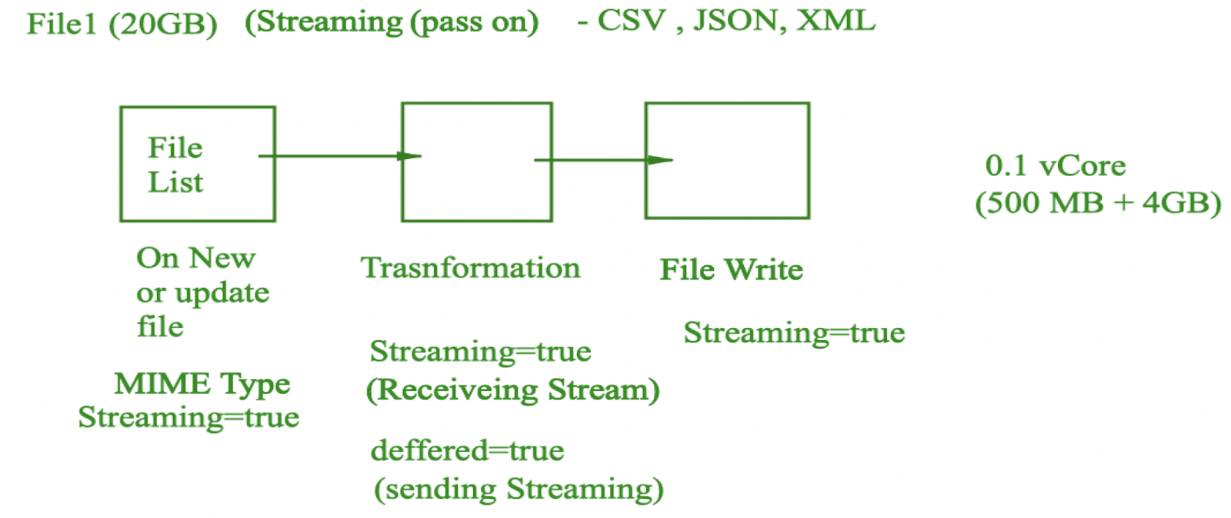 File1 (20GB) (Streaming (pass on) - CSV , JSON, XML
File
List
0.1 vCore
(500 MB + 4GB)
On New
or update
file
Trasnformation
File Write
MIME Type
Streaming=true
Streaming=true
(Receiveing Stream)
deffered=true
(sending Streaming)
Streaming=true